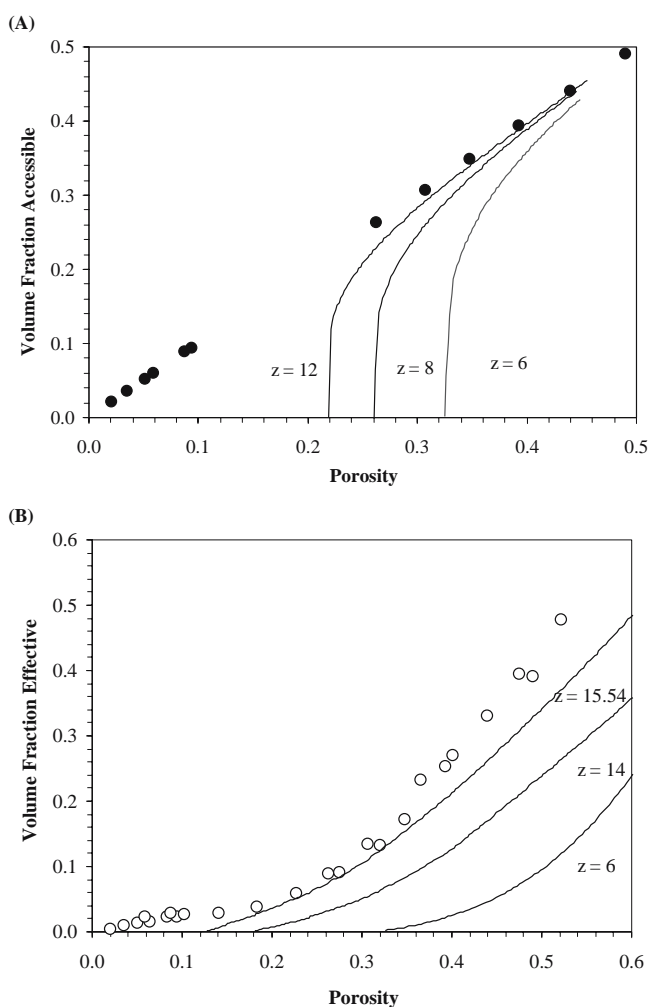 (A)
0.5
0.4
0.3
0.2
0.1
0.0
Volume Fraction Accessible
z = 12
z = 8
z = 6
0.0 0.1 0.2 0.3 0.4 0.5
Porosity
(B)
0.6
0.5
0.4
0.3
0.2
0.1
0.0
Volume Fraction Effective
z = 15.54
z = 14
z = 6
0.0 0.1 0.2 0.3 0.4 0.5 0.6
Porosity